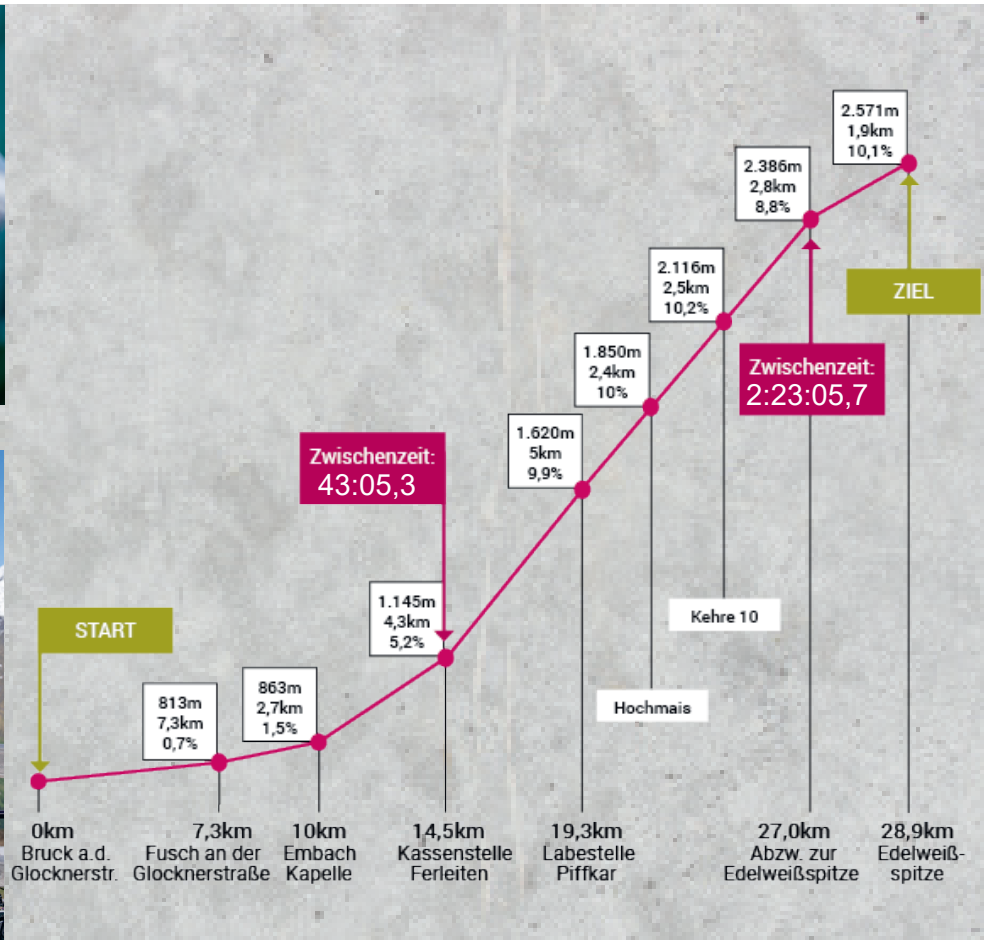 2.571m
1,9km
10,1%
2.386m
2,8km
8,8%
2.116m
2,5km
10,2%
ZIEL
1.850m
2,4km
10%
Zwischenzeit:
2:23:05,7
1.620m
5km
9,9%
Zwischenzeit:
43:05,3
1.145m
4,3km
5,2%
START
Kehre 10
863m
2,7km
1,5%
813m
7,3km
0,7%
Hochmais
0km
Bruck a.d.
Glocknerstr.
7,3km
Fusch an der
Glocknerstraße
10km
Embach
Kapelle
14,5km
Kassenstelle
Ferleiten
19,3km
Labestelle
Piffkar
27,0km
Abzw. zur
Edelweißspitze
28,9km
Edelweiß-
spitze